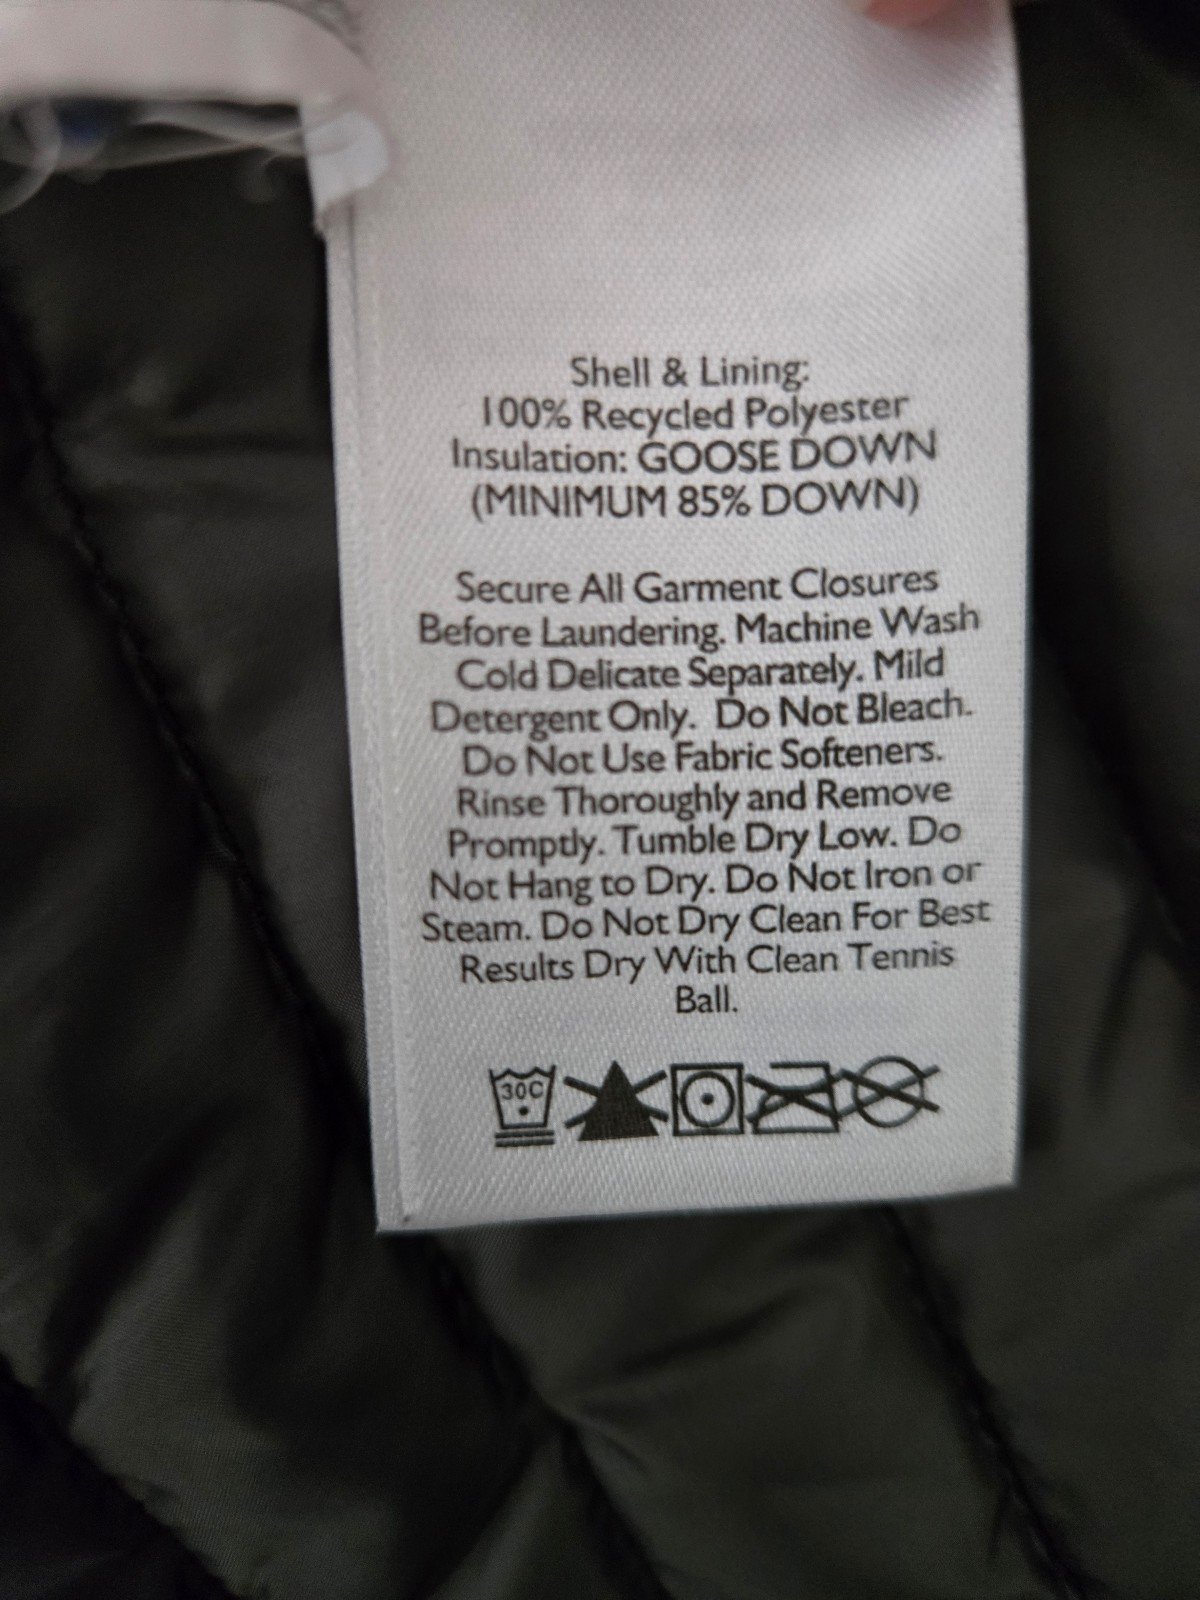 Shell & Lining:
100% Recycled Polyester
Insulation: GOOSE DOWN
(MINIMUM 85% DOWN)
Secure All Garment Closures
Before Laundering. Machine Wash
Cold Delicate Separately. Mild
Detergent Only. Do Not Bleach.
Do Not Use Fabric Softeners.
Rinse Thoroughly and Remove
Promptly. Tumble Dry Low. Do
Not Hang to Dry. Do Not Iron or
Steam. Do Not Dry Clean For Best
Results Dry With Clean Tennis
Ball.
30C